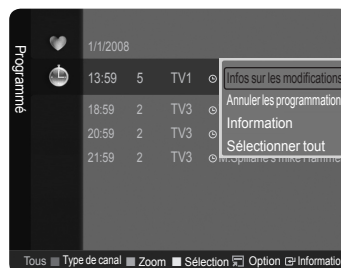 Programmé
1/1/2008
13:59 5 TV1 Infos sur les modifications
Annuler les programmation
18:59 2 TV3
Information
20:59 2 TV3
Sélectionner tout
21:59 2 TV3
Tous Type de canal Zoom Sélection Option Informatio